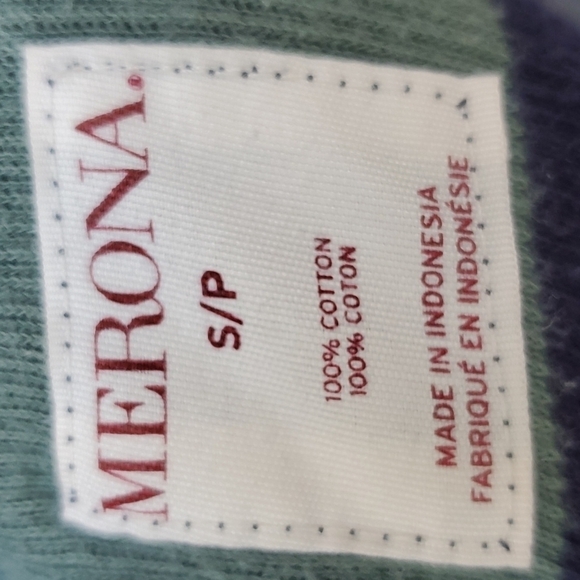 MERONA®
S/P
100% COTTON
100% COTON
MADE IN INDONESIA
FABRIQUÉ EN INDONÉSIE